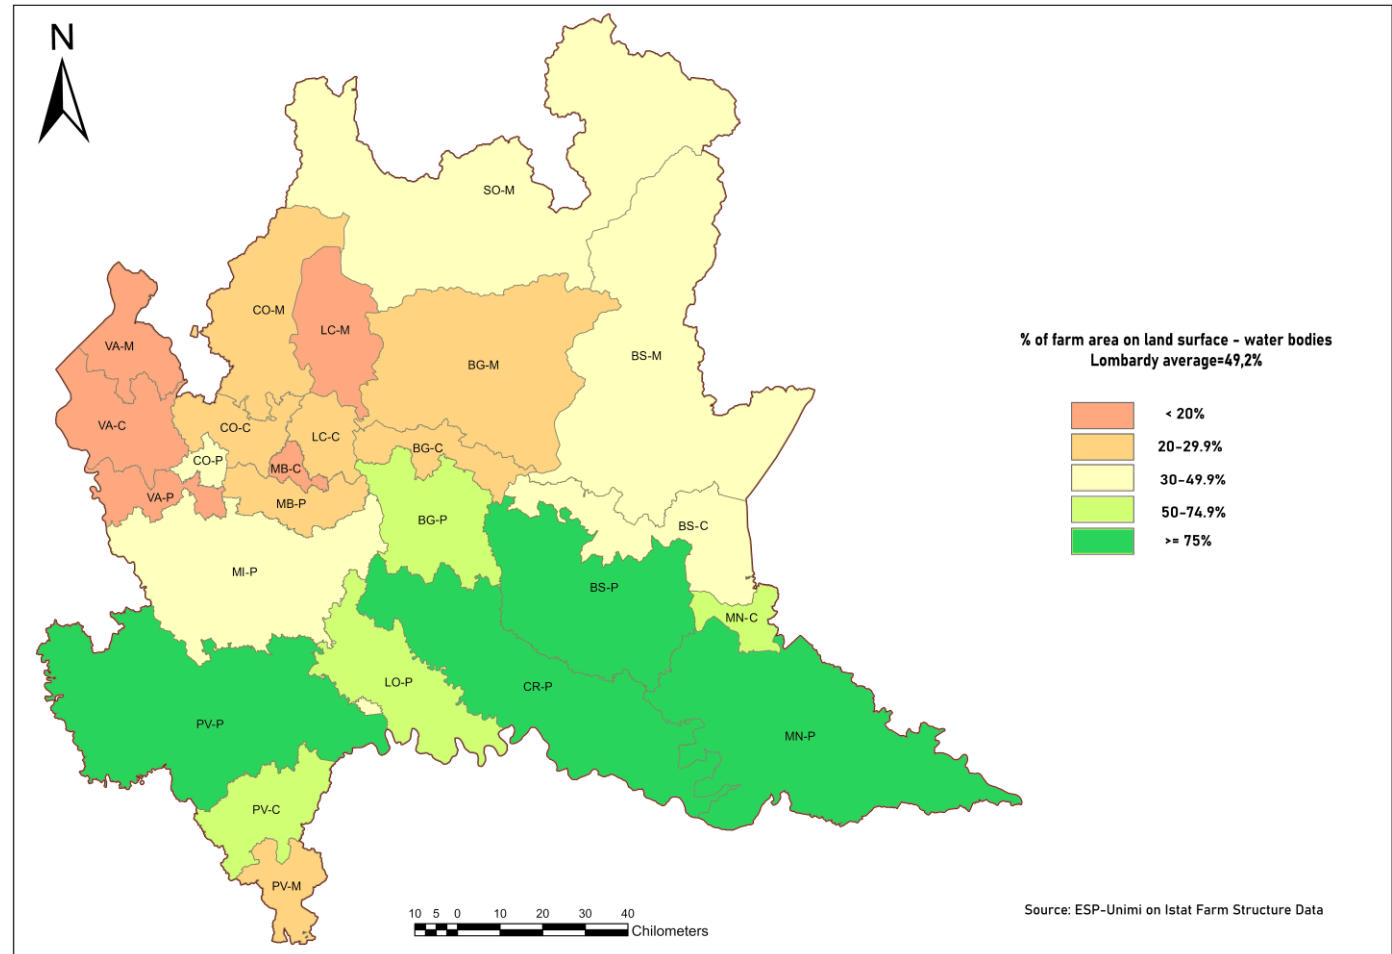 N
SO-M
CO-M
LC-M
VA-M
BG-M
BS-M
VA-C
CO-C
LC-C
BG-C
CO-P
MB-C
VA-P
MB-P
BG-P
BS-C
MI-P
BS-P
MN-C
LO-P
CR-P
PV-P
MN-P
PV-C
PV-M
% of farm area on land surface - water bodies
Lombardy average=49,2%
< 20%
20-29.9%
30-49.9%
50-74.9%
>= 75%
10 5 0 10 20 30 40
Chilometers
Source: ESP-Unimi on Istat Farm Structure Data